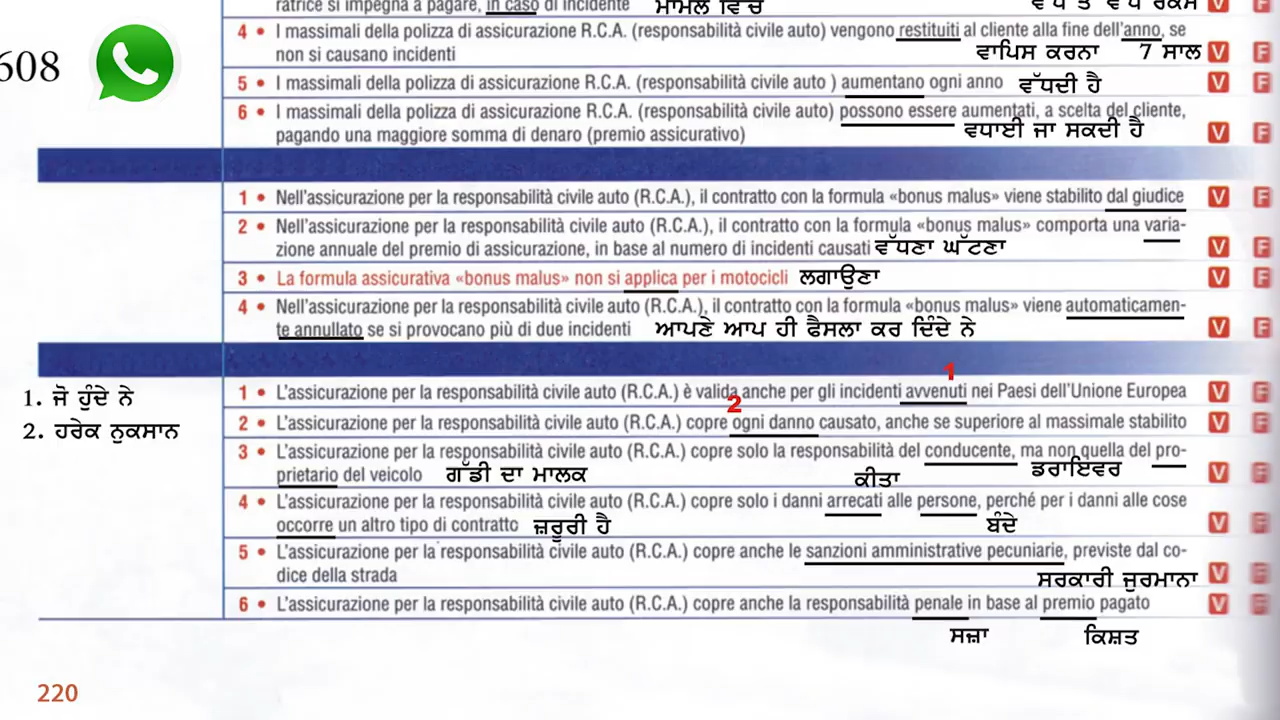 ratrice si impegna a pagare, in caso di incidente ਮਾਮਲੇ ਵਿੱਚ
4 • I massimali della polizza di assicurazione R.C.A. (responsabilità civile auto) vengono restituiti al cliente alla fine dell'anno, se
608
non si causano incidenti ਵਾਪਿਸ ਕਰਨਾ 7 ਸਾਲ V F
5 • I massimali della polizza di assicurazione R.C.A. (responsabilità civile auto ) aumentano ogni anno ਵੱਧਦੀ ਹੈ V F
6 • I massimali della polizza di assicurazione R.C.A. (responsabilità civile auto) possono essere aumentati, a scelta del cliente,
pagando una maggiore somma di denaro (premio assicurativo) ਵਧਾਈ ਜਾ ਸਕਦੀ ਹੈ V F
1 • Nell'assicurazione per la responsabilità civile auto (R.C.A.), il contratto con la formula «bonus malus» viene stabilito dal giudice V F
2 • Nell'assicurazione per la responsabilità civile auto (R.C.A.), il contratto con la formula «bonus malus» comporta una varia-
zione annuale del premio di assicurazione, in base al numero di incidenti causati ਵੱਧਣਾ ਘੱਟਣਾ V F
3 • La formula assicurativa «bonus malus» non si applica per i motocicli ਲਗਾਉਣਾ V F
4 • Nell'assicurazione per la responsabilità civile auto (R.C.A.), il contratto con la formula «bonus malus» viene automaticamen-
te annullato se si provocano più di due incidenti ਆਪਣੇ ਆਪ ਹੀ ਫੈਸਲਾ ਕਰ ਦਿੰਦੇ ਨੇ V F
1
1 • L'assicurazione per la responsabilità civile auto (R.C.A.) è valida anche per gli incidenti avvenuti nei Paesi dell'Unione Europea V F
1. ਜੋ ਹੁੰਦੇ ਨੇ
2
2 • L'assicurazione per la responsabilità civile auto (R.C.A.) copre ogni danno causato, anche se superiore al massimale stabilito V F
2. ਹਰੇਕ ਨੁਕਸਾਨ
3 • L'assicurazione per la responsabilità civile auto (R.C.A.) copre solo la responsabilità del conducente, ma non quella del pro-
prietario del veicolo ਗੱਡੀ ਦਾ ਮਾਲਕ ਕੀਤਾ ਡਰਾਇਵਰ V F
4 • L'assicurazione per la responsabilità civile auto (R.C.A.) copre solo i danni arrecati alle persone, perché per i danni alle cose
occorre un altro tipo di contratto ਜ਼ਰੂਰੀ ਹੈ ਬੰਦੇ V F
5 • L'assicurazione per la responsabilità civile auto (R.C.A.) copre anche le sanzioni amministrative pecuniarie, previste dal co-
dice della strada ਸਰਕਾਰੀ ਜੁਰਮਾਨਾ V F
6 • L'assicurazione per la responsabilità civile auto (R.C.A.) copre anche la responsabilità penale in base al premio pagato V F
ਸਜ਼ਾ ਕਿਸ਼ਤ
220